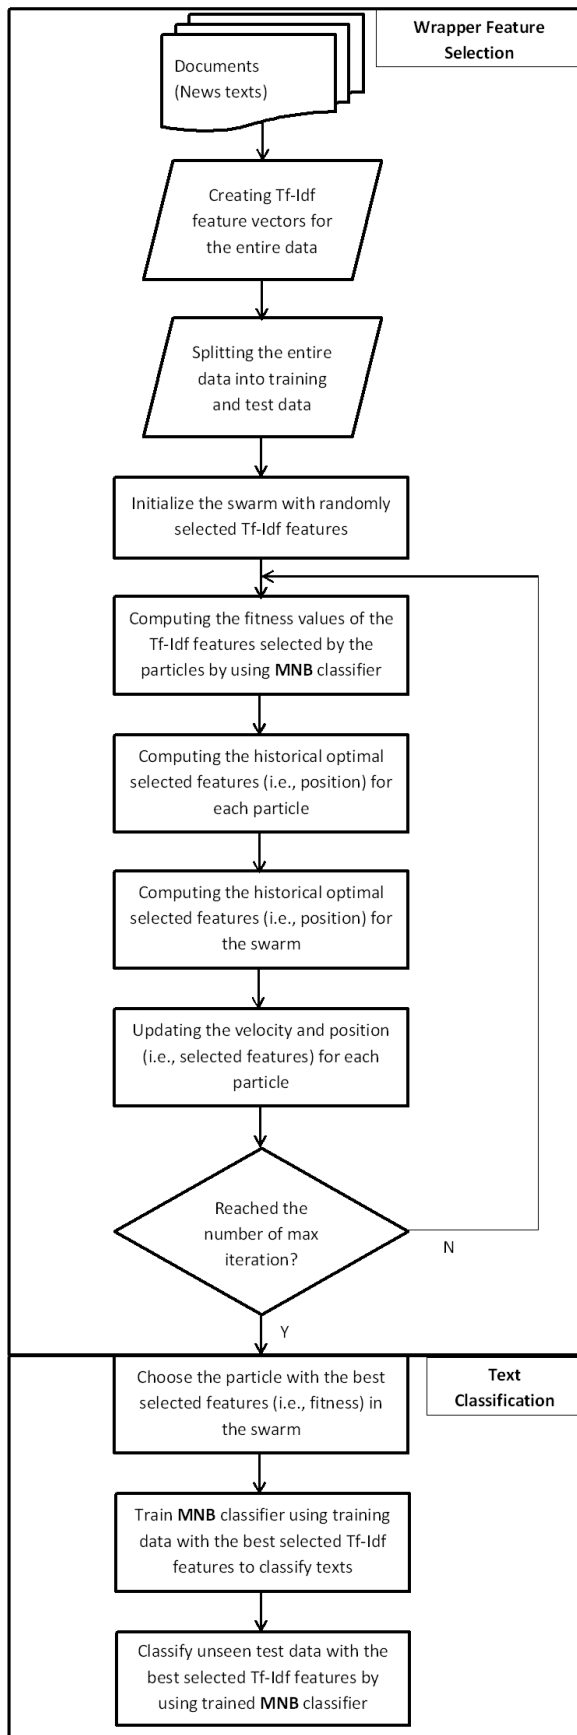 Wrapper Feature
Selection
Documents
(News texts)
Creating Tf-Idf
feature vectors for
the entire data
Splitting the entire
data into training
and test data
Initialize the swarm with randomly
selected Tf-Idf features
Computing the fitness values of the
Tf-Idf features selected by the
particles by using MNB classifier
Computing the historical optimal
selected features (i.e., position) for
each particle
Computing the historical optimal
selected features (i.e., position) for
the swarm
Updating the velocity and position
(i.e., selected features) for each
particle
Reached the
number of max
iteration?
N
Y
Text
Classification
Choose the particle with the best
selected features (i.e., fitness) in
the swarm
Train MNB classifier using training
data with the best selected Tf-Idf
features to classify texts
Classify unseen test data with the
best selected Tf-Idf features by
using trained MNB classifier